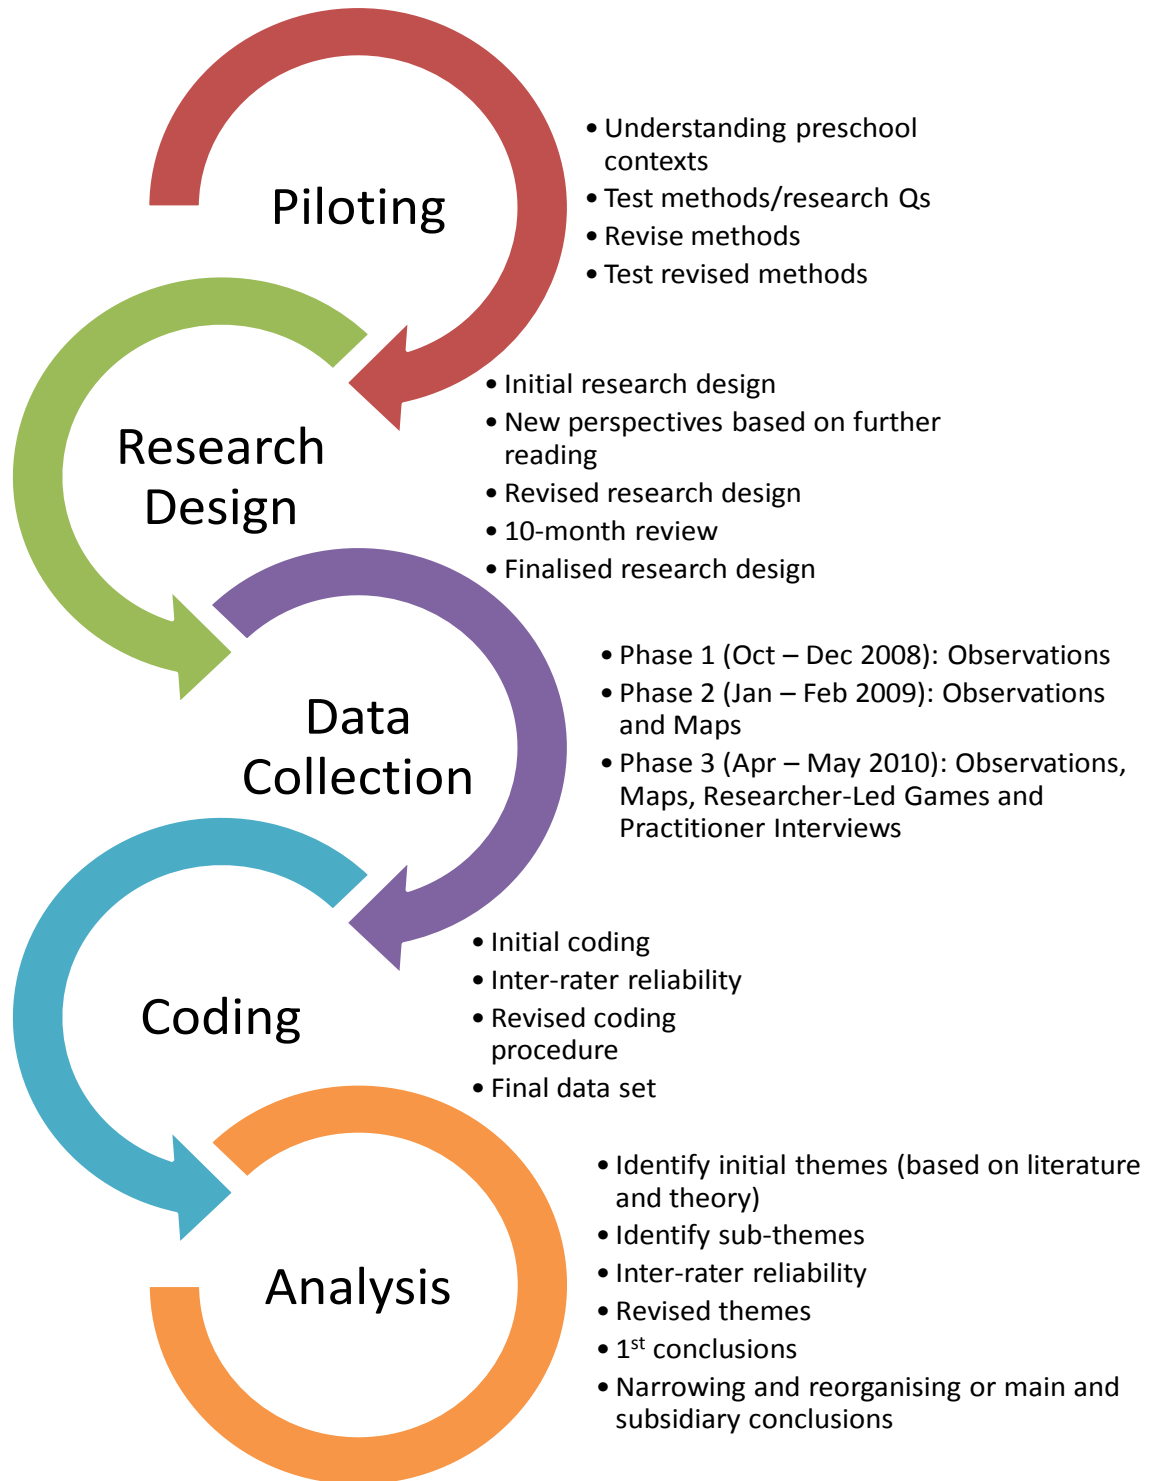 Piloting
• Understanding preschool
contexts
• Test methods/research Qs
• Revise methods
• Test revised methods
Research
Design
• Initial research design
• New perspectives based on further
reading
• Revised research design
• 10-month review
• Finalised research design
Data
Collection
• Phase 1 (Oct – Dec 2008): Observations
• Phase 2 (Jan – Feb 2009): Observations
and Maps
• Phase 3 (Apr – May 2010): Observations,
Maps, Researcher-Led Games and
Practitioner Interviews
Coding
• Initial coding
• Inter-rater reliability
• Revised coding
procedure
• Final data set
Analysis
• Identify initial themes (based on literature
and theory)
• Identify sub-themes
• Inter-rater reliability
• Revised themes
• 1st conclusions
• Narrowing and reorganising or main and
subsidiary conclusions